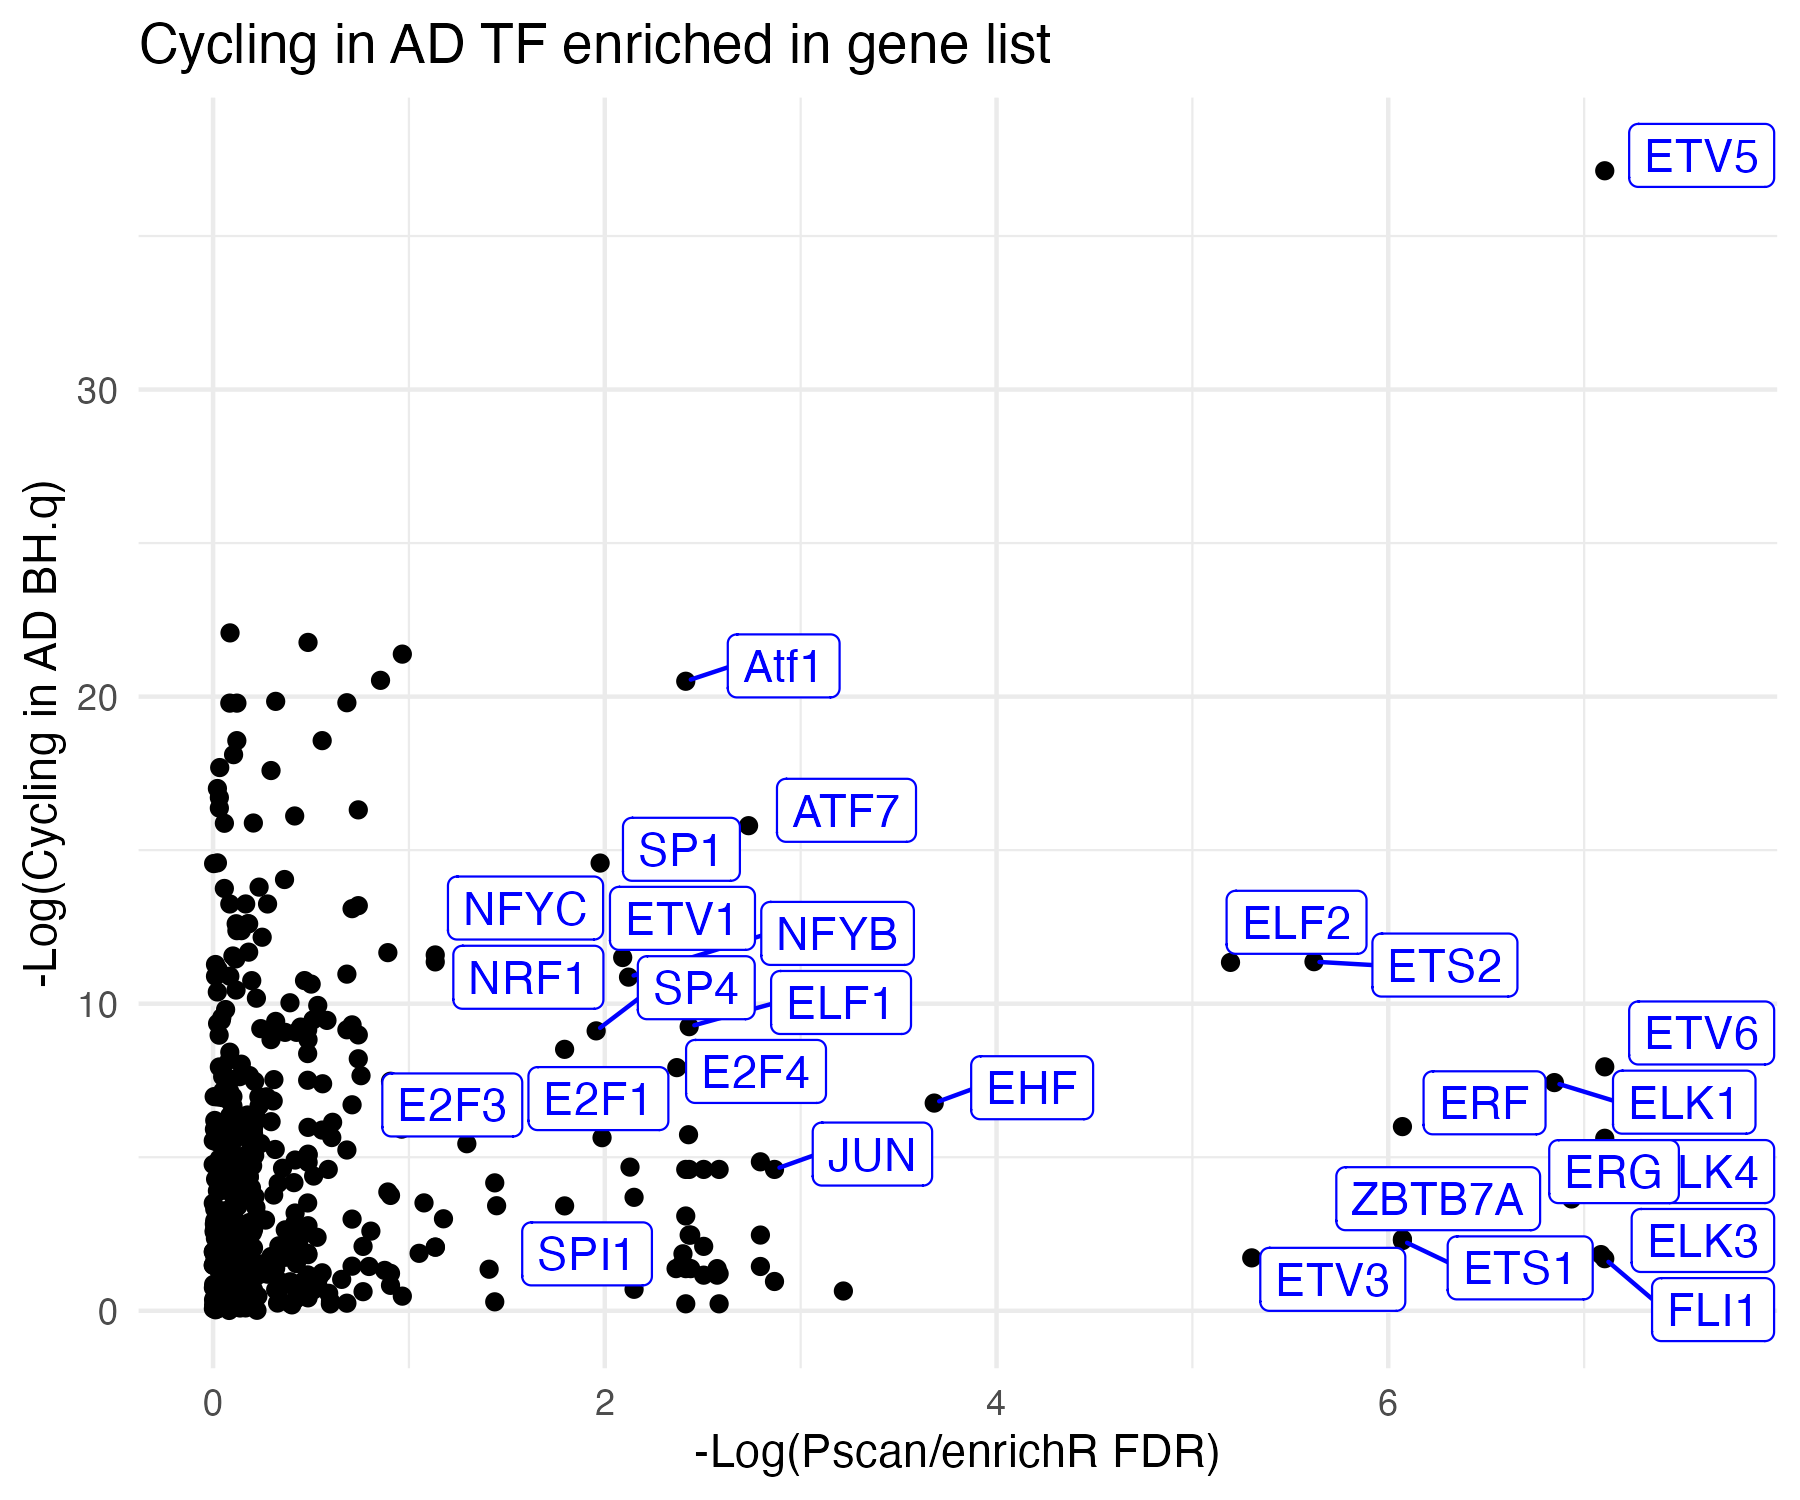 Cycling in AD TF enriched in gene list
ETV5
30
Atf1
20
ATF7
SP1
NFYC
ETV1
NFYB
ELF2
ETS2
NRF1
SP4
ELF1
10
ETV6
E2F4
E2F3
E2F1
EHF
ERF
ELK1
JUN
ERG
LK4
ZBTB7A
ELK3
SPI1
ETS1
ETV3
FLI1
0
0 2 4 6
-Log(Pscan/enrichR FDR)
-Log(Cycling in AD BH.q)